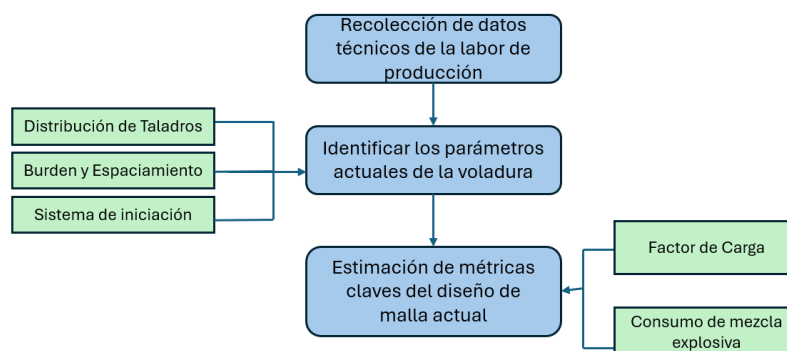 Recolección de datos
técnicos de la labor de
producción
Distribución de Taladros
Burden y Espaciamiento
Sistema de iniciación
Identificar los parámetros
actuales de la voladura
Estimación de métricas
claves del diseño de
malla actual
Factor de Carga
Consumo de mezcla
explosiva